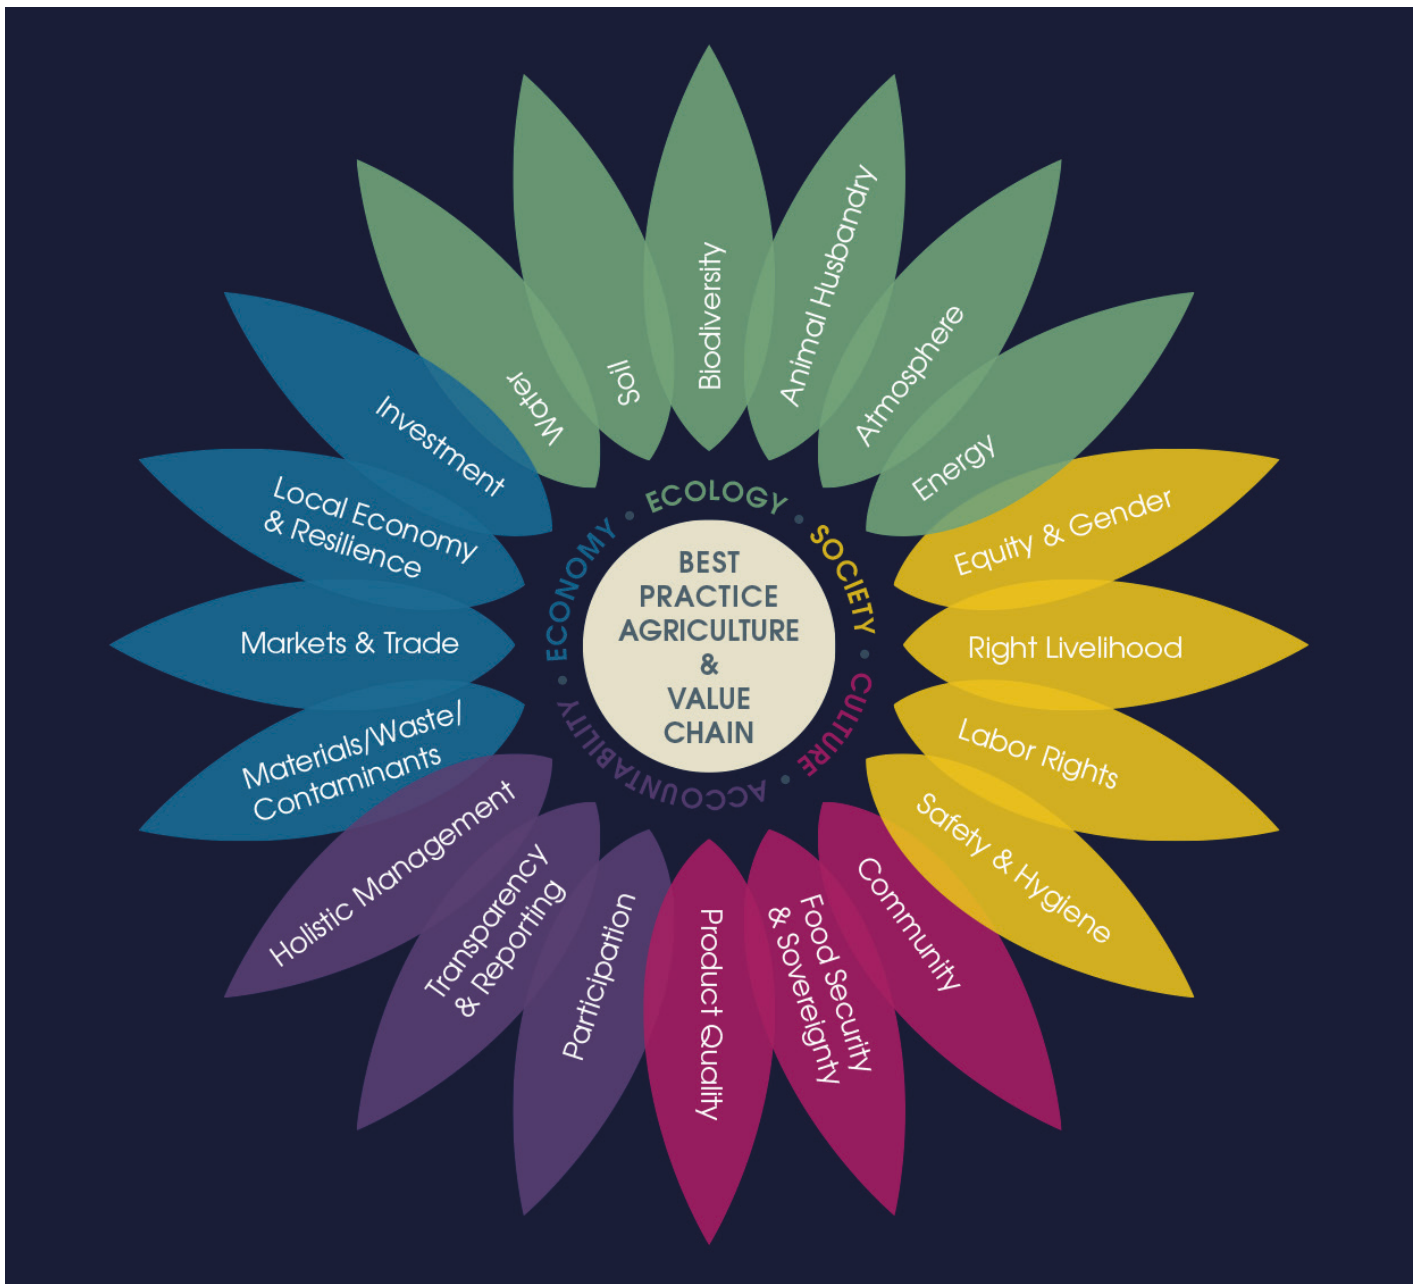 BEST
PRACTICE
AGRICULTURE
&
VALUE
CHAIN
ECOLOGY
SOCIETY
CULTURE
ACCOUNTABILITY
ECONOMY
Water
Soil
Biodiversity
Animal Husbandry
Atmosphere
Energy
Equity & Gender
Right Livelihood
Labor Rights
Safety & Hygiene
Community
Food Security
& Sovereignty
Product Quality
Participation
Transparency
& Reporting
Holistic Management
Materials/Waste/
Contaminants
Markets & Trade
Local Economy
& Resilience
Investment